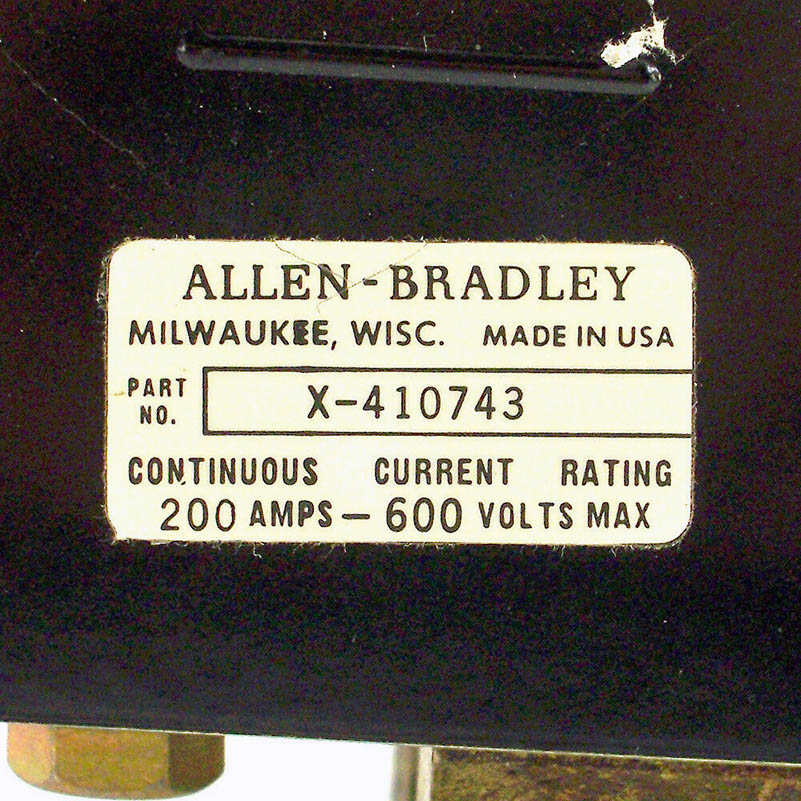 ALLEN-BRADLEY
MILWAUKEE, WISC. MADE IN USA
PART NO. X-410743
CONTINUOUS CURRENT RATING
200 AMPS - 600 VOLTS MAX